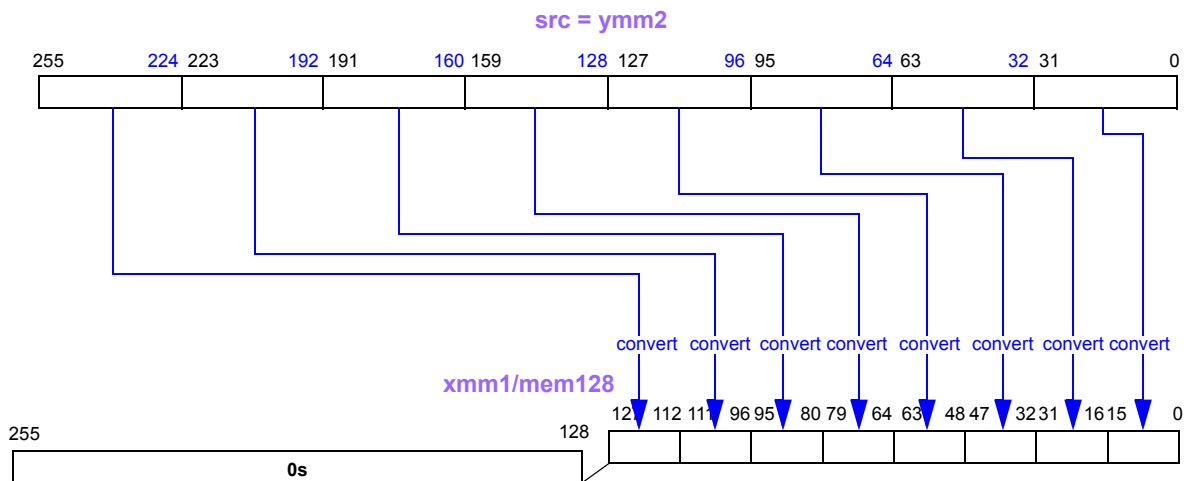 src = ymm2
255 224 223 192 191 160 159 128 127 96 95 64 63 32 31 0
convert convert convert convert convert convert convert convert
xmm1/mem128
127 112 111 96 95 80 79 64 63 48 47 32 31 16 15 0
255 128
0s